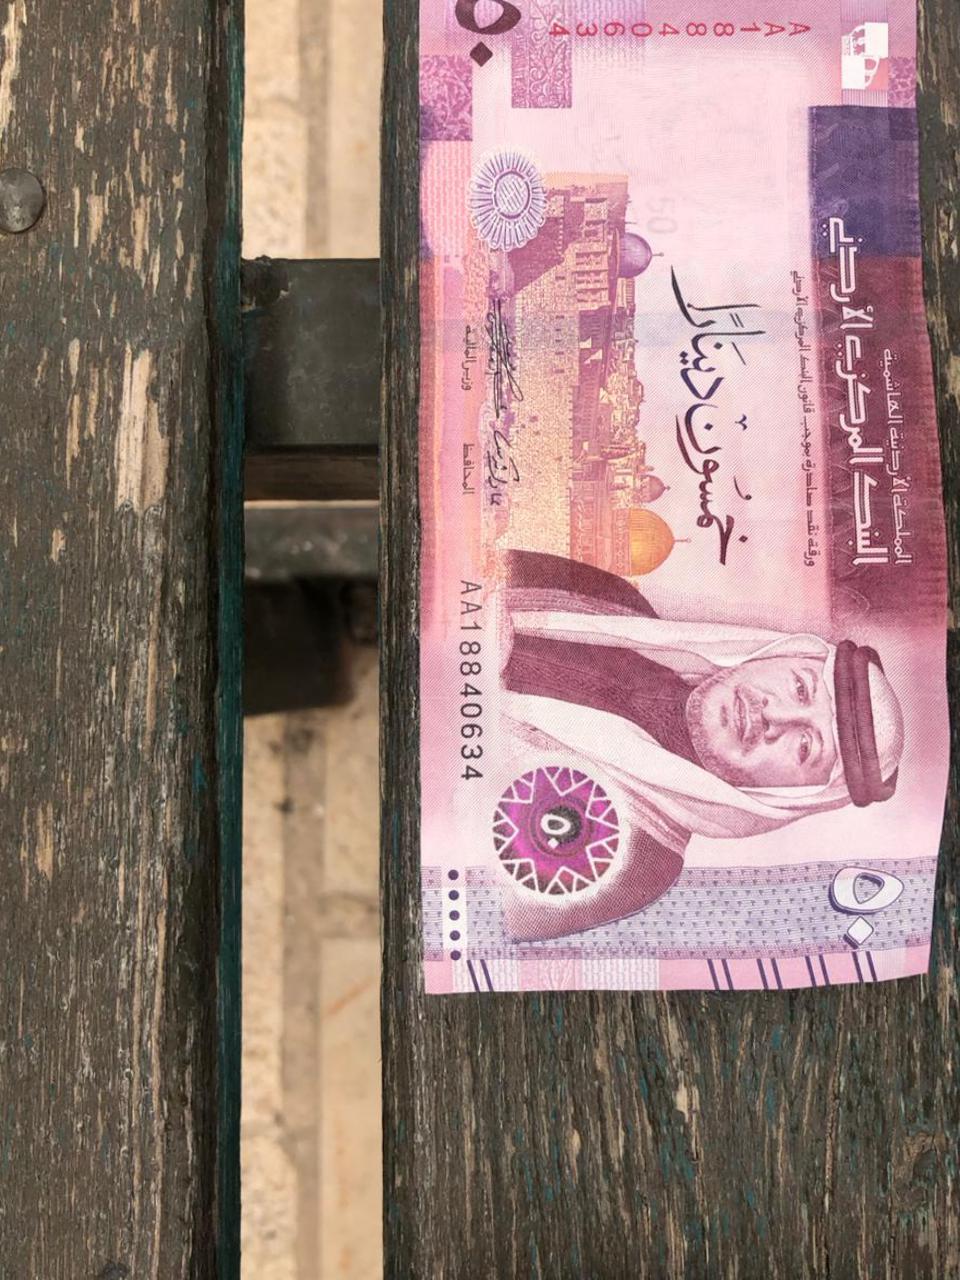 المملكة الأردنية الهاشمية
البنك المركزي الأردني
ورقة نقد صادرة بموجب قانون البنك المركزي الأردني
خمسون دينارًا
AA18840634
٥٠
المحافظ
وزير المالية
AA18840634
٥٠
٥٠
50